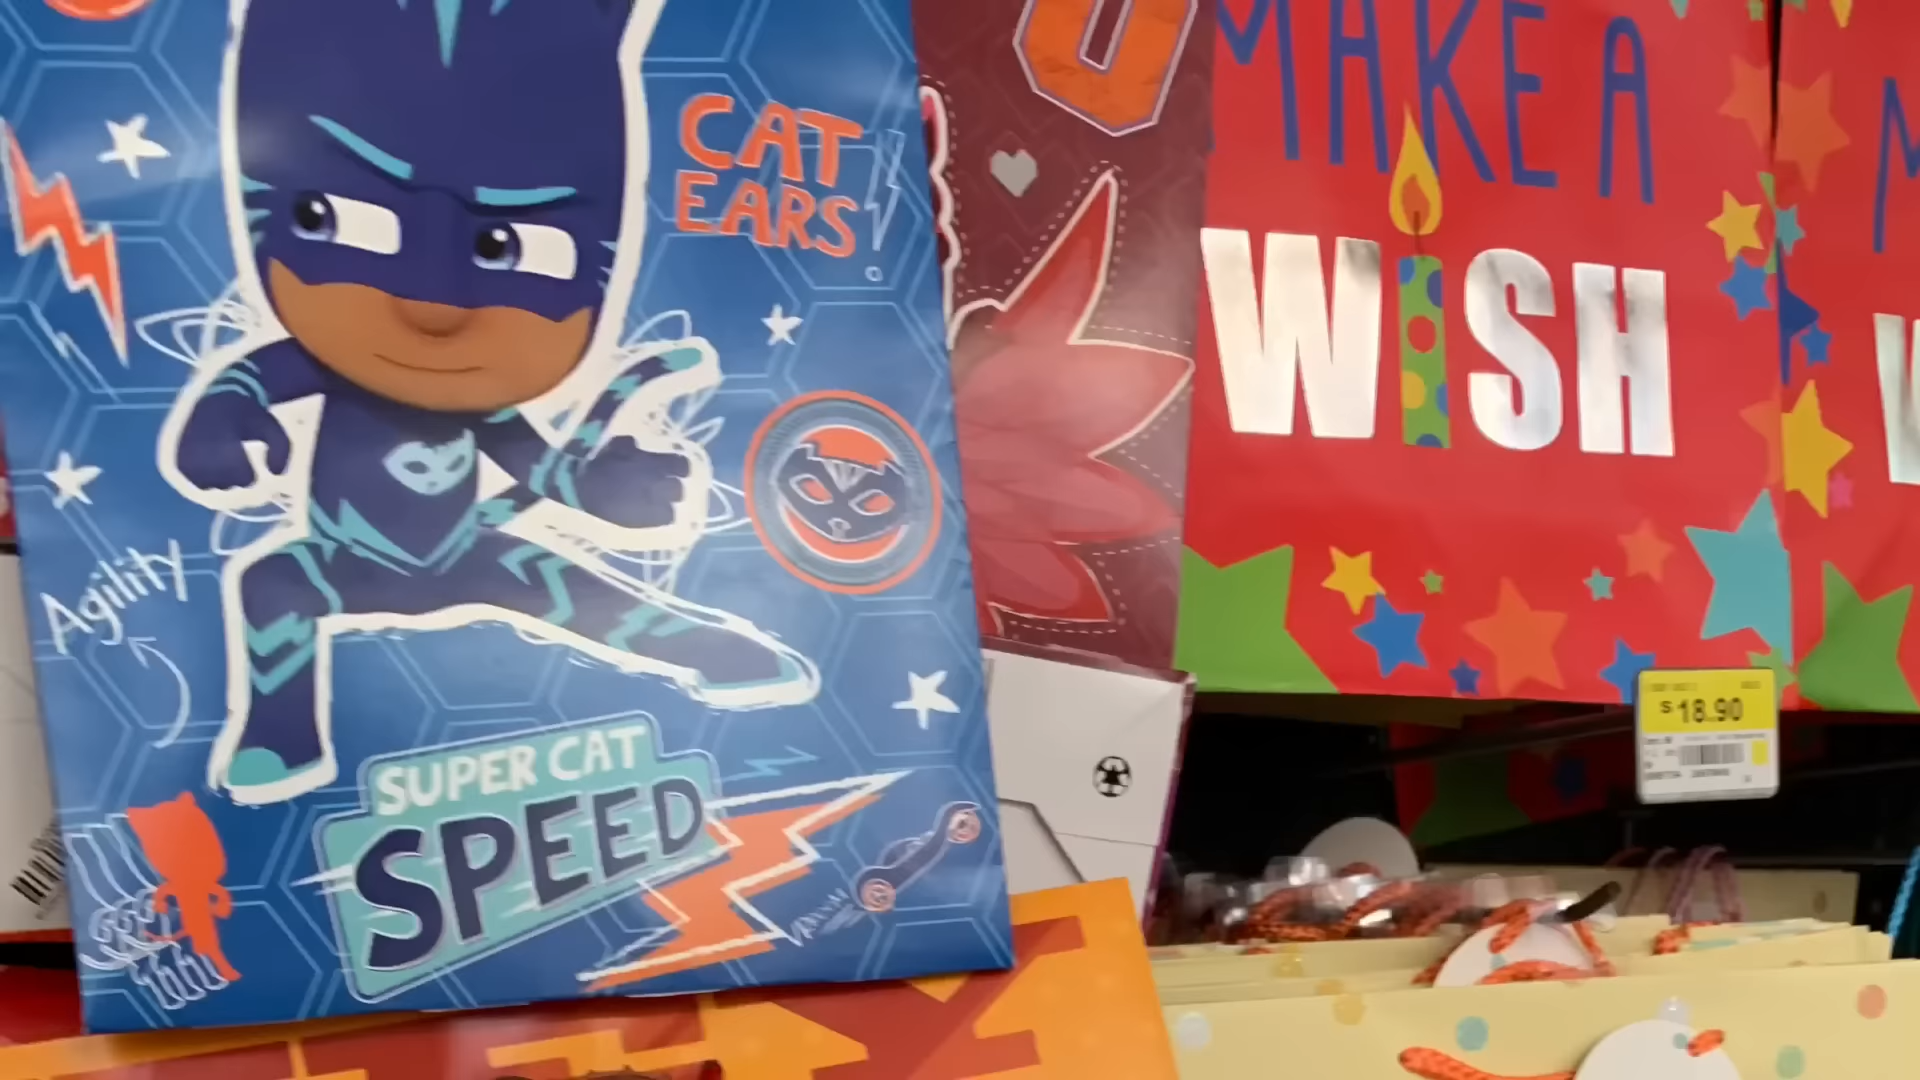 CAT
EARS!
Agility
SUPER CAT
SPEED
MAKE A
WiSH
$18.90